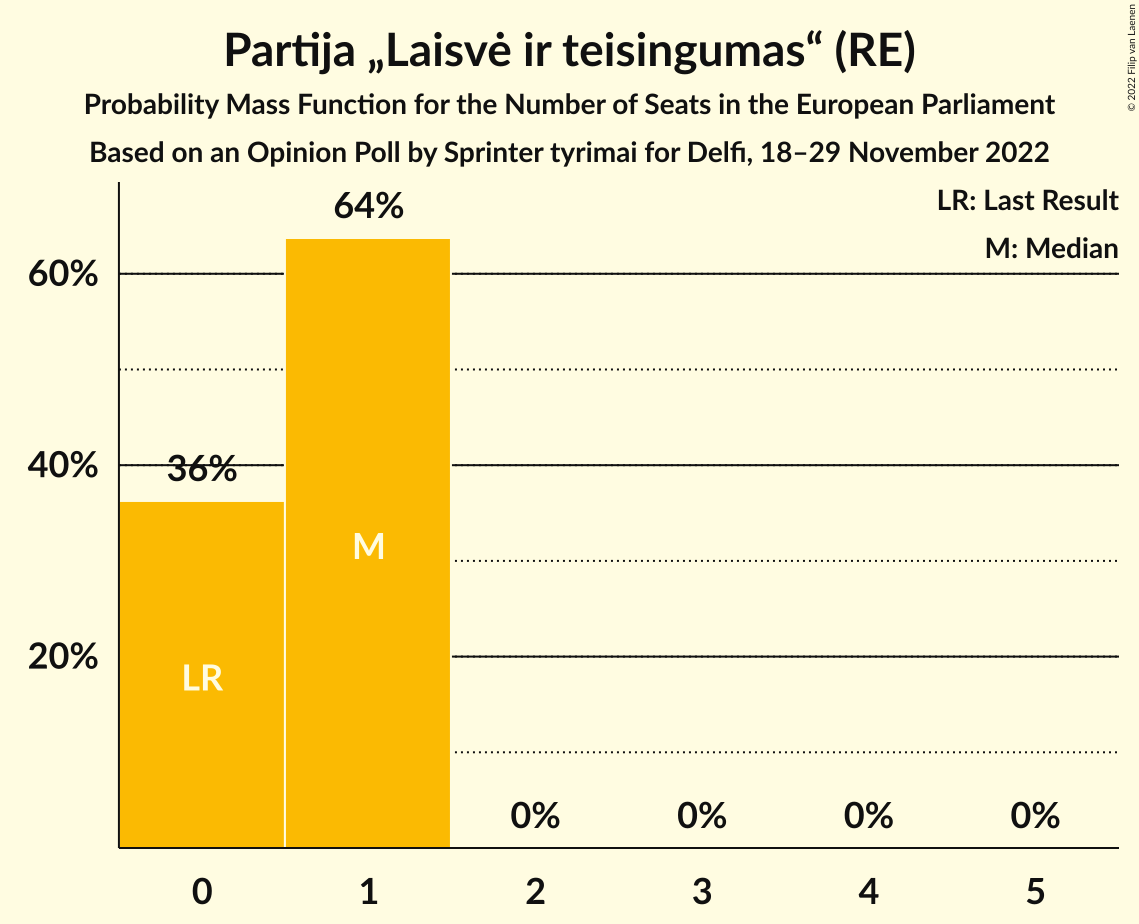 Partija „Laisvė ir teisingumas“ (RE)
Probability Mass Function for the Number of Seats in the European Parliament
Based on an Opinion Poll by Sprinter tyrimai for Delfi, 18–29 November 2022
© 2022 Filip van Laenen
LR: Last Result
M: Median
64%
60%
40%
36%
M
20%
LR
0% 0% 0% 0%
0 1 2 3 4 5